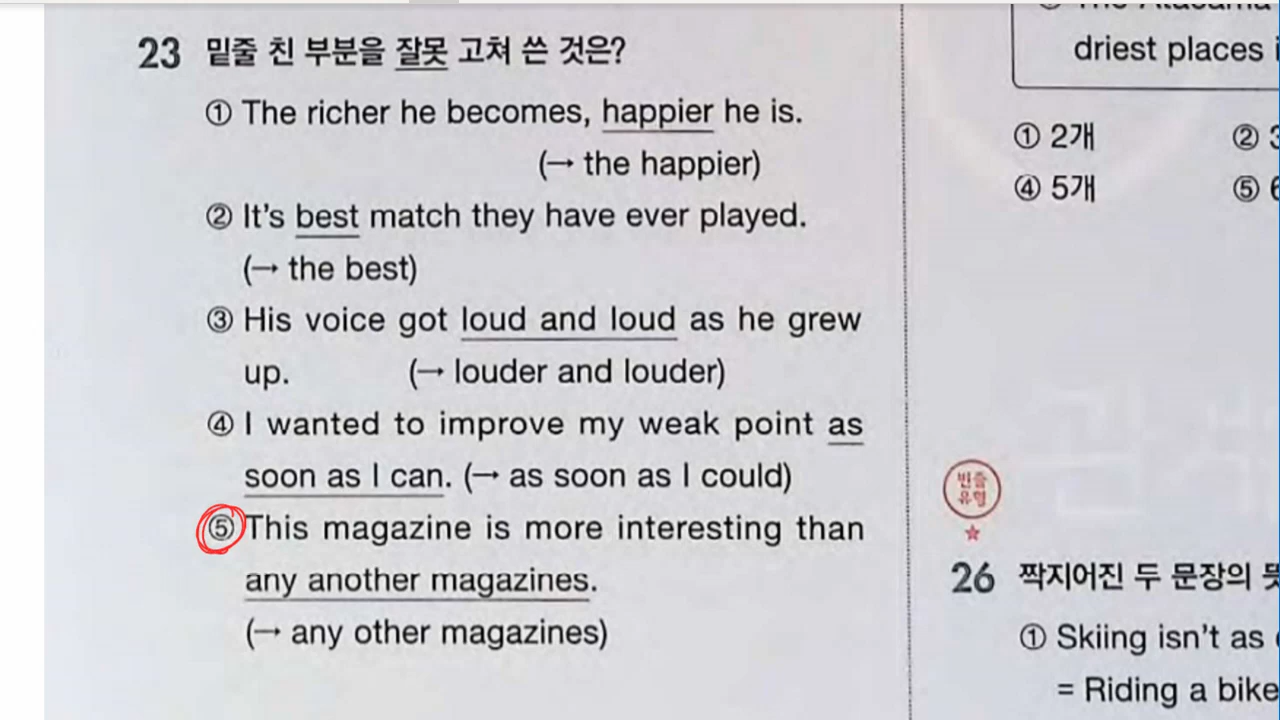 23 밑줄 친 부분을 잘못 고쳐 쓴 것은?
① The richer he becomes, happier he is.
(→ the happier)
② It's best match they have ever played.
(→ the best)
③ His voice got loud and loud as he grew
up. (→ louder and louder)
④ I wanted to improve my weak point as
soon as I can. (→ as soon as I could)
⑤ This magazine is more interesting than
any another magazines.
(→ any other magazines)
driest places
① 2개 ②
④ 5개 ⑤
빈출
유형
26 짝지어진 두 문장의
① Skiing isn't as
= Riding a bike